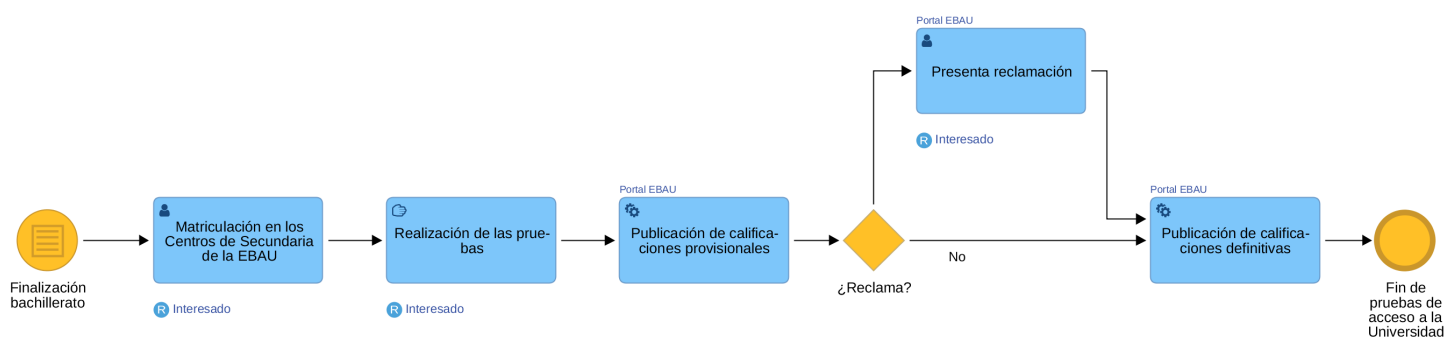 Finalización
bachillerato
Matriculación en los
Centros de Secundaria
de la EBAU
R Interesado
Realización de las prue-
bas
R Interesado
Portal EBAU
Publicación de califica-
ciones provisionales
¿Reclama?
Portal EBAU
Presenta reclamación
R Interesado
No
Portal EBAU
Publicación de califica-
ciones definitivas
Fin de
pruebas de
acceso a la
Universidad